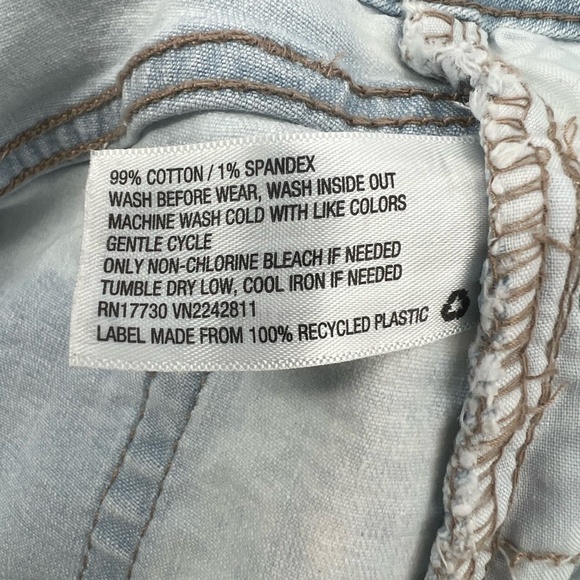 99% COTTON / 1% SPANDEX
WASH BEFORE WEAR, WASH INSIDE OUT
MACHINE WASH COLD WITH LIKE COLORS
GENTLE CYCLE
ONLY NON-CHLORINE BLEACH IF NEEDED
TUMBLE DRY LOW, COOL IRON IF NEEDED
RN17730 VN2242811
LABEL MADE FROM 100% RECYCLED PLASTIC